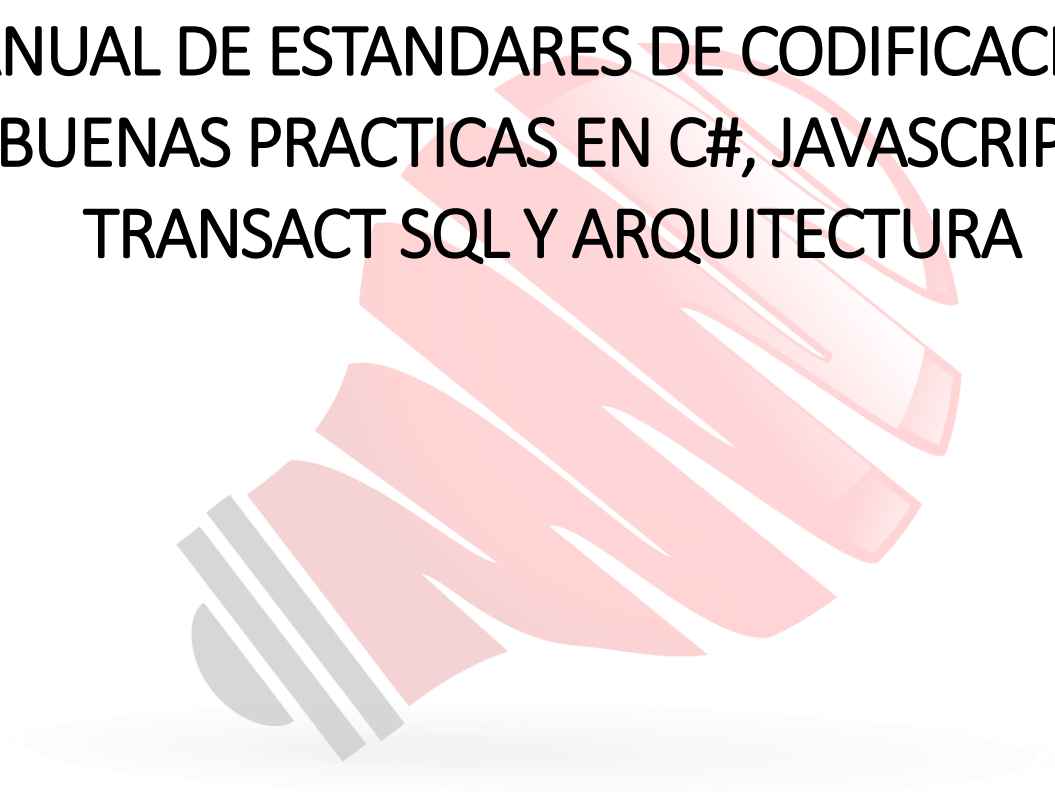 ANUAL DE ESTANDARES DE CODIFICACI
BUENAS PRACTICAS EN C#, JAVASCRIP
TRANSACT SQL Y ARQUITECTURA